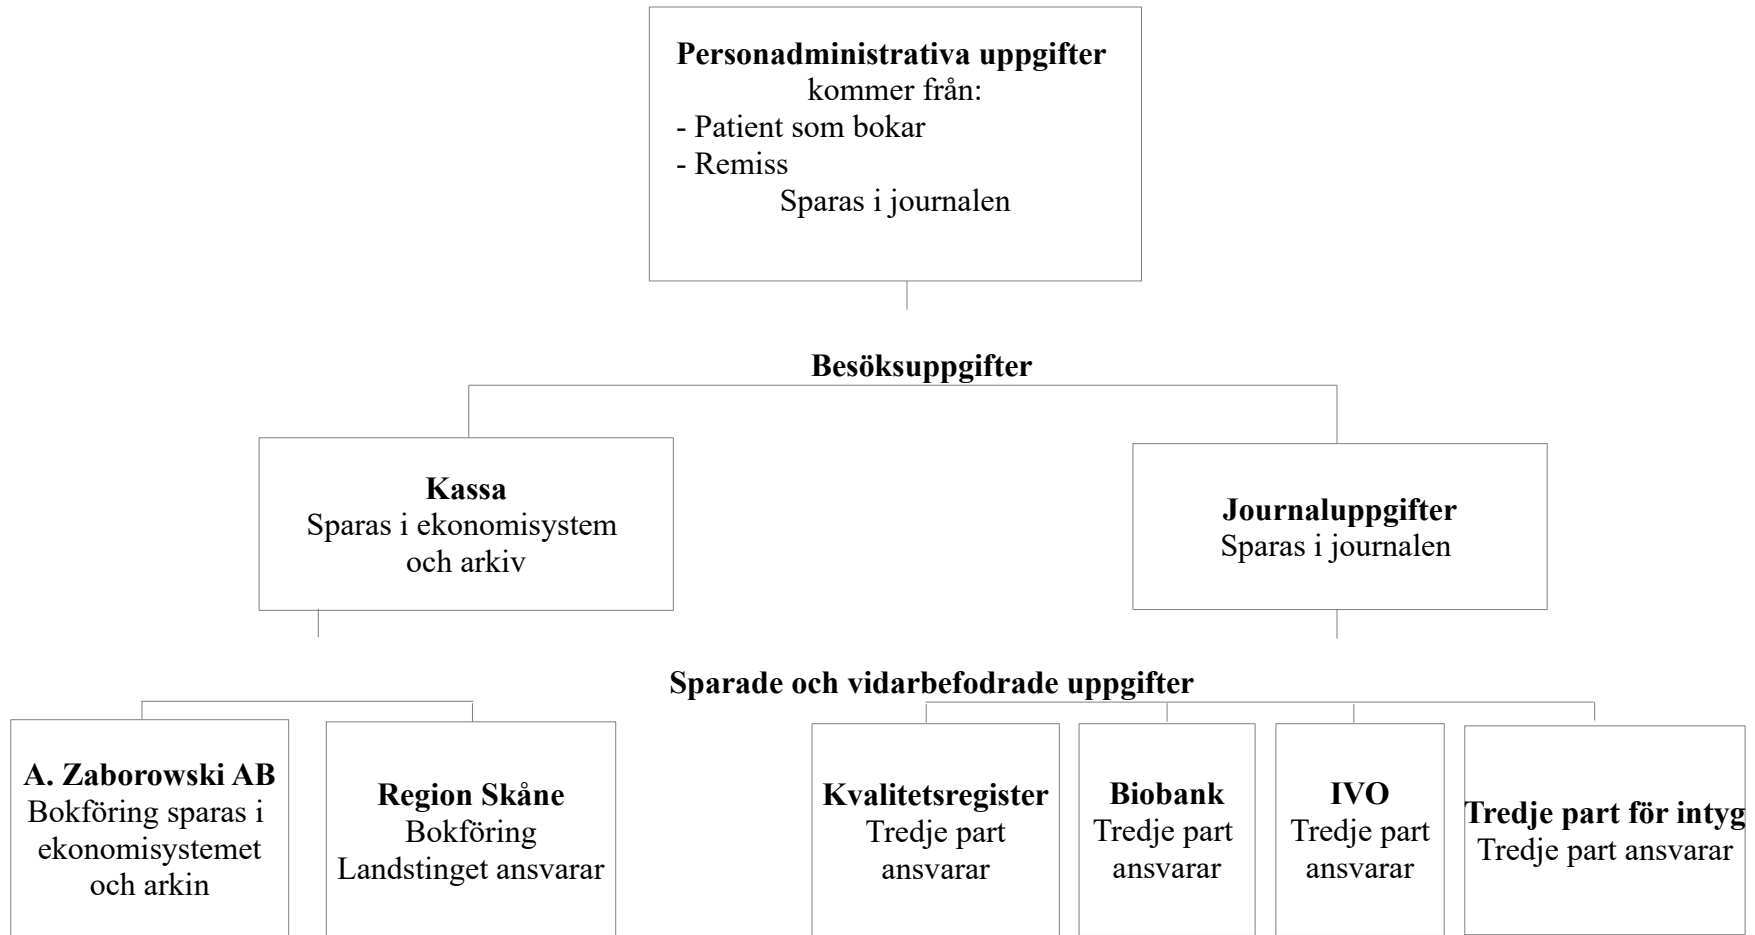 Personadministrativa uppgifter
kommer från:
- Patient som bokar
- Remiss
Sparas i journalen
Besöksuppgifter
Kassa
Sparas i ekonomisystem
och arkiv
Journaluppgifter
Sparas i journalen
Sparade och vidarbefodrade uppgifter
A. Zaborowski AB
Bokföring sparas i
ekonomisystemet
och arkin
Region Skåne
Bokföring
Landstinget ansvarar
Kvalitetsregister
Tredje part
ansvarar
Biobank
Tredje part
ansvarar
IVO
Tredje part
ansvarar
Tredje part för intyg
Tredje part ansvarar